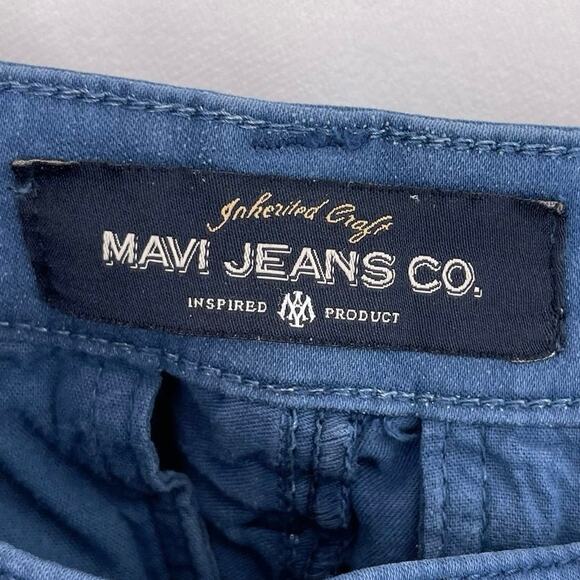 Inherited Craft
MAVI JEANS CO.
INSPIRED M PRODUCT